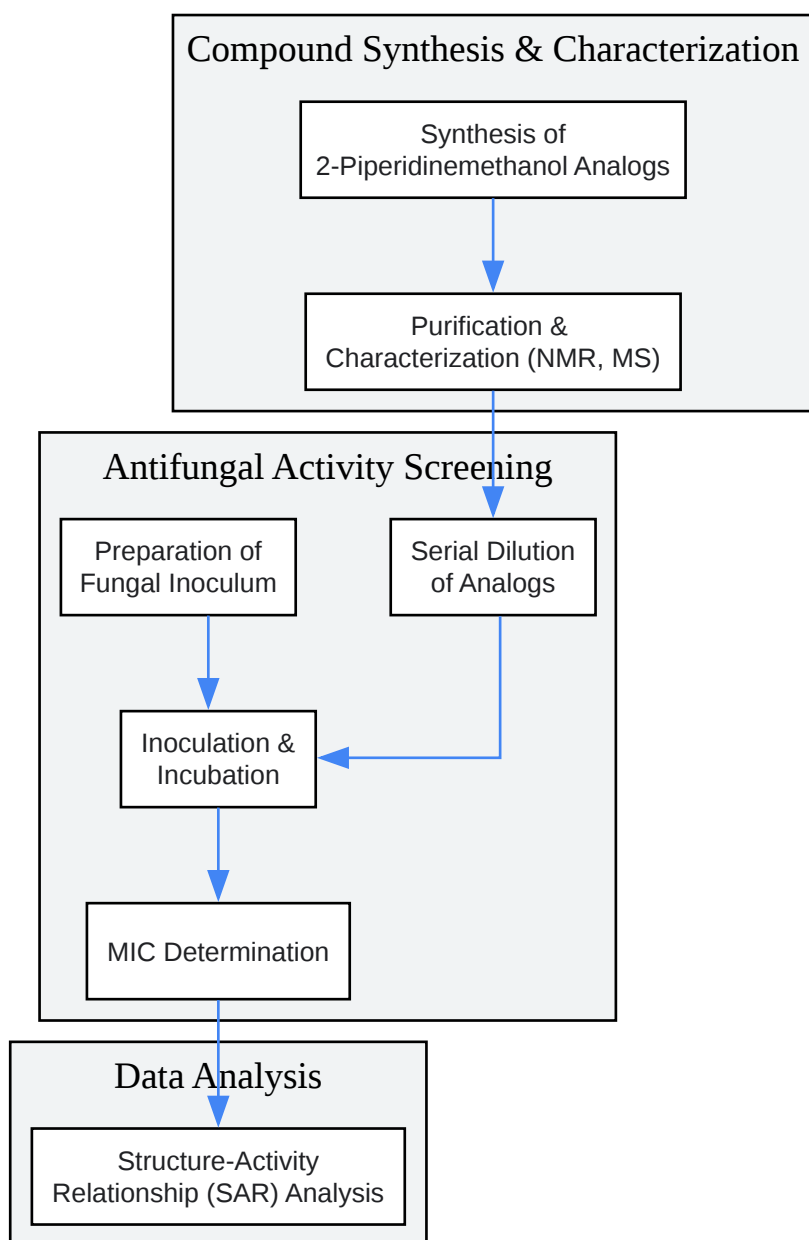 Compound Synthesis & Characterization
Synthesis of
2-Piperidinemethanol Analogs
Purification &
Characterization (NMR, MS)
Antifungal Activity Screening
Preparation of
Fungal Inoculum
Serial Dilution
of Analogs
Inoculation &
Incubation
MIC Determination
Data Analysis
Structure-Activity
Relationship (SAR) Analysis